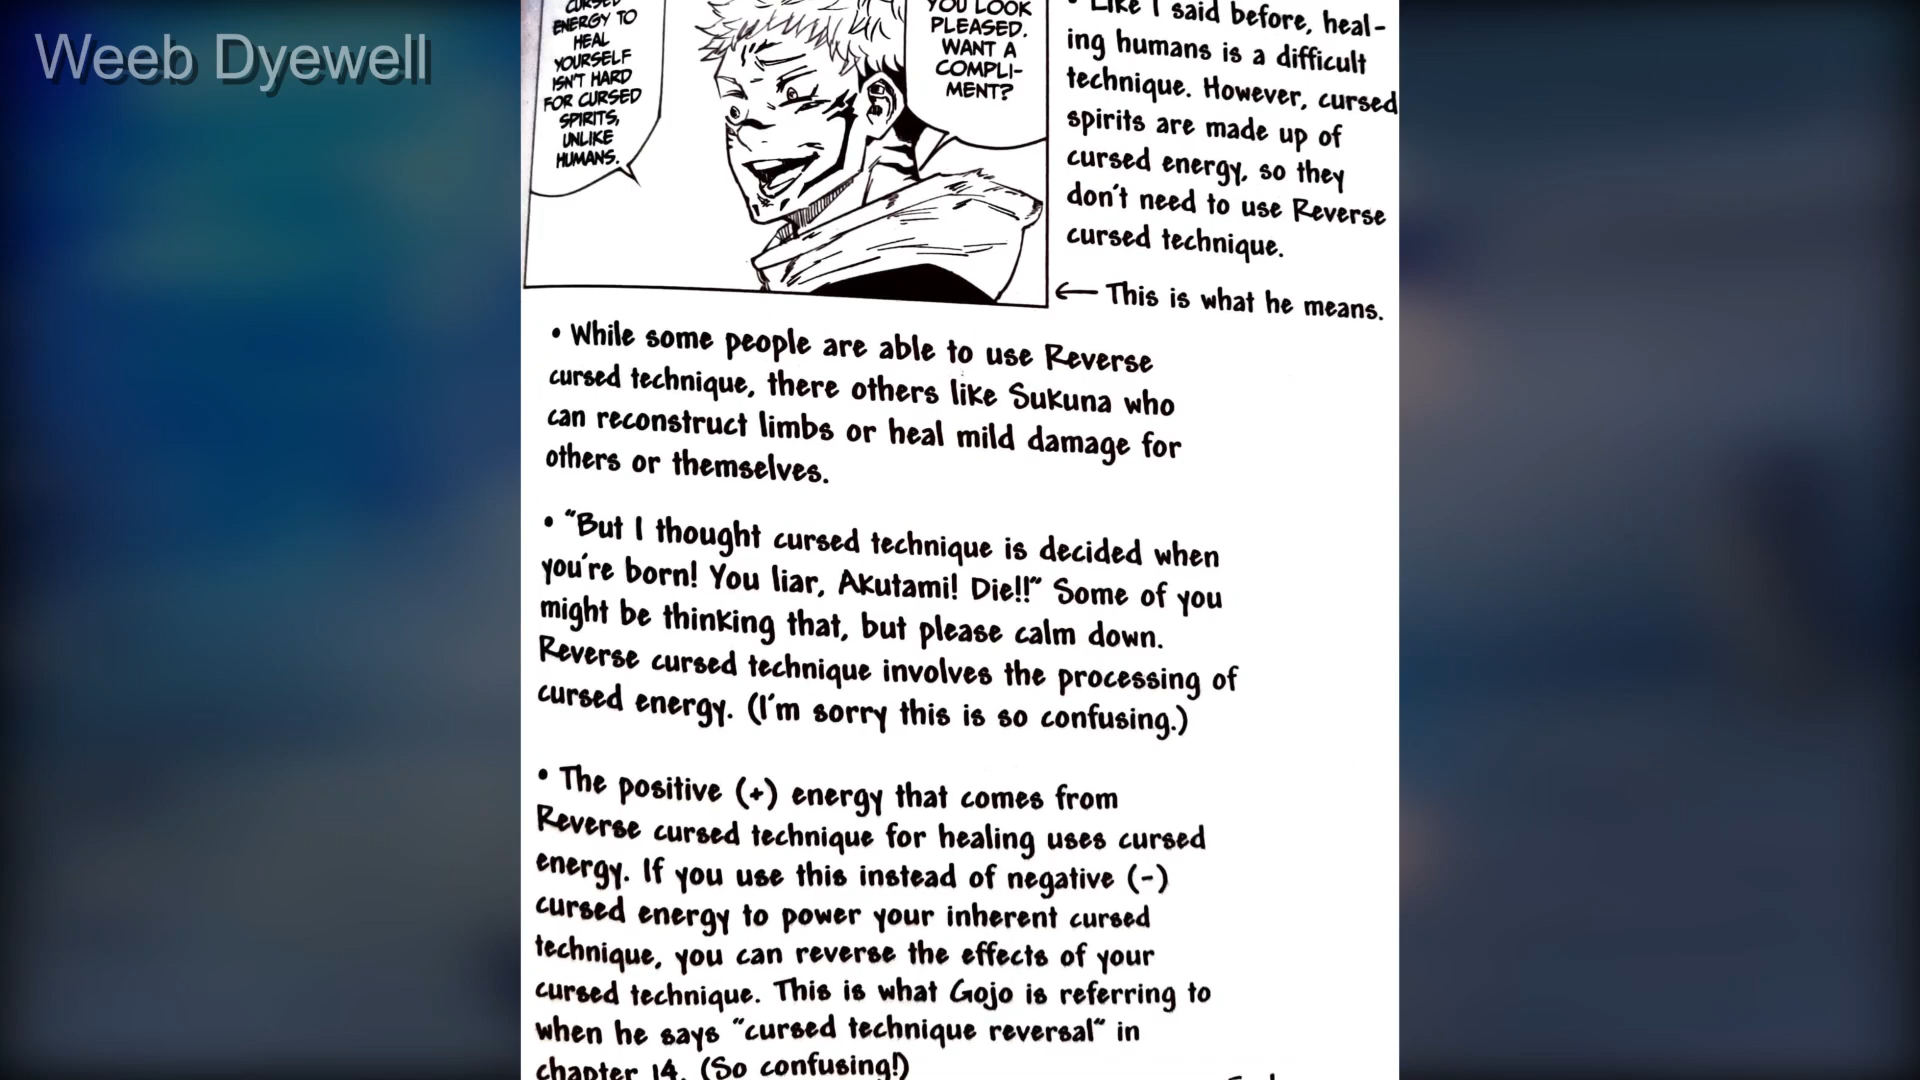 Weeb Dyewell
CURSED
ENERGY TO
HEAL
YOURSELF
ISN'T HARD
FOR CURSED
SPIRITS,
UNLIKE
HUMANS.
YOU LOOK
PLEASED.
WANT A
COMPLI-
MENT?
• Like I said before, heal-
ing humans is a difficult
technique. However, cursed
spirits are made up of
cursed energy, so they
don't need to use Reverse
cursed technique.
← This is what he means.
• While some people are able to use Reverse
cursed technique, there others like Sukuna who
can reconstruct limbs or heal mild damage for
others or themselves.
• "But I thought cursed technique is decided when
you're born! You liar, Akutami! Die!!" Some of you
might be thinking that, but please calm down.
Reverse cursed technique involves the processing of
cursed energy. (I'm sorry this is so confusing.)
• The positive (+) energy that comes from
Reverse cursed technique for healing uses cursed
energy. If you use this instead of negative (-)
cursed energy to power your inherent cursed
technique, you can reverse the effects of your
cursed technique. This is what Gojo is referring to
when he says "cursed technique reversal" in
chapter 14. (So confusing!)